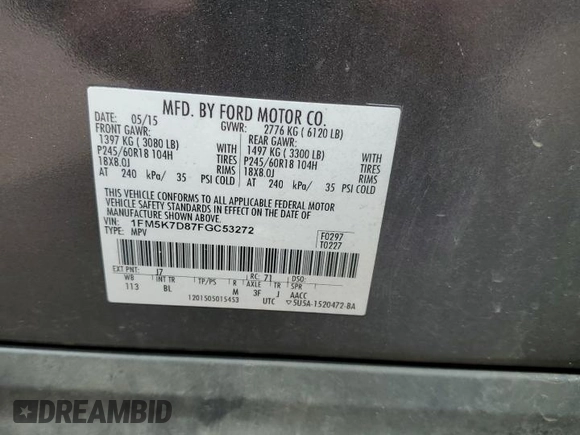 MFD. BY FORD MOTOR CO.
DATE: 05/15 GVWR: 2776 KG ( 6120 LB)
FRONT GAWR: REAR GAWR:
1397 KG ( 3080 LB) WITH 1497 KG ( 3300 LB) WITH
P245/60R18 104H TIRES P245/60R18 104H TIRES
18X8.0J RIMS 18X8.0J RIMS
AT 240 kPa/ 35 PSI COLD AT 240 kPa/ 35 PSI COLD
THIS VEHICLE CONFORMS TO ALL APPLICABLE FEDERAL MOTOR
VEHICLE SAFETY STANDARDS IN EFFECT ON THE DATE OF MANUFACTURE
SHOWN ABOVE.
VIN: 1FM5K7D87FGC53272 F0297
TYPE: MPV T0227
EXT PNT: J7 RC: 71 DSO:
WB INT TR TP/PS R AXLE TR SPR
113 BL M 3F J AACC
1201505015453 UTC 5U5A-1520472-BA
DREAMBID